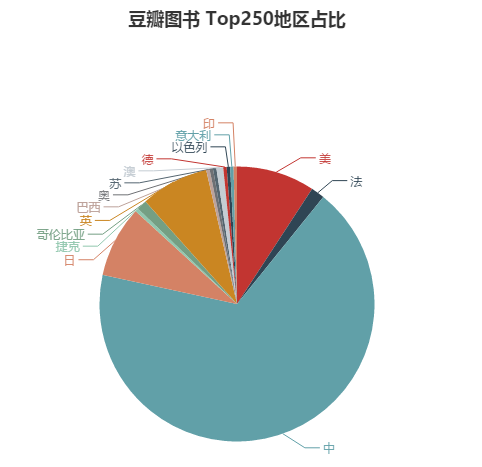 豆瓣图书 Top250地区占比
印
意大利
以色列
德
美
澳
法
苏
奥
巴西
英
哥伦比亚
捷克
日
中